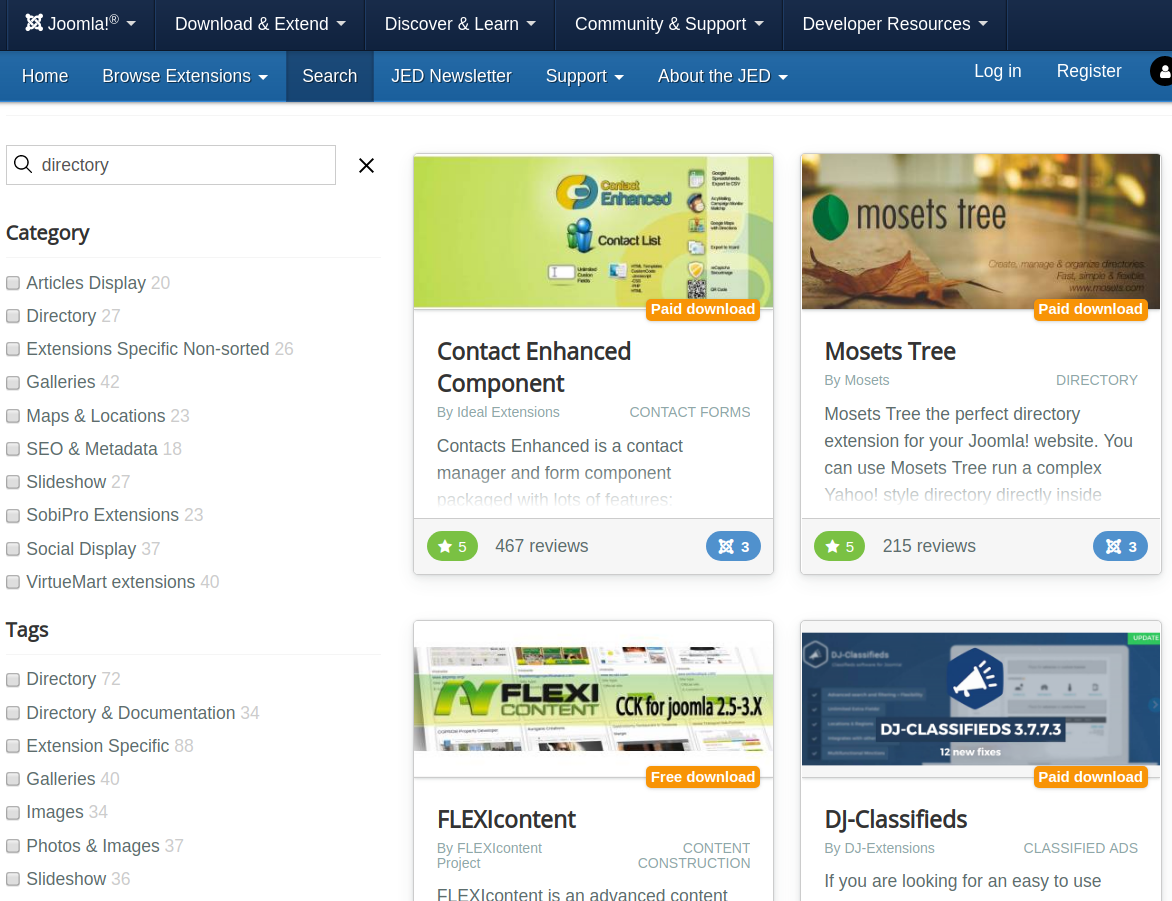 Joomla!®
Download & Extend
Discover & Learn
Community & Support
Developer Resources
Home
Browse Extensions
Search
JED Newsletter
Support
About the JED
Log in
Register
directory
Category
Articles Display 20
Directory 27
Extensions Specific Non-sorted 26
Galleries 42
Maps & Locations 23
SEO & Metadata 18
Slideshow 27
SobiPro Extensions 23
Social Display 37
VirtueMart extensions 40
Tags
Directory 72
Directory & Documentation 34
Extension Specific 88
Galleries 40
Images 34
Photos & Images 37
Slideshow 36
Contact
Enhanced
Contact List
Google
Spreadsheets,
Export to CSV
QR Code
Paid download
Contact Enhanced
Component
By Ideal Extensions
CONTACT FORMS
Contacts Enhanced is a contact
manager and form component
packaged with lots of features:
5
467 reviews
3
mosets tree
Create, manage & organize directories.
Fast, simple & flexible.
www.mosets.com
Paid download
Mosets Tree
By Mosets
DIRECTORY
Mosets Tree the perfect directory
extension for your Joomla! website. You
can use Mosets Tree run a complex
Yahoo! style directory directly inside
5
215 reviews
3
FLEXI
CONTENT
CCK for joomla 2.5-3.X
Free download
FLEXIcontent
By FLEXIcontent
Project
CONTENT
CONSTRUCTION
FLEXIcontent is an advanced content
UPDATE
DJ-Classifieds
DJ-CLASSIFIEDS 3.7.7.3
12 new fixes
Paid download
DJ-Classifieds
By DJ-Extensions
CLASSIFIED ADS
If you are looking for an easy to use